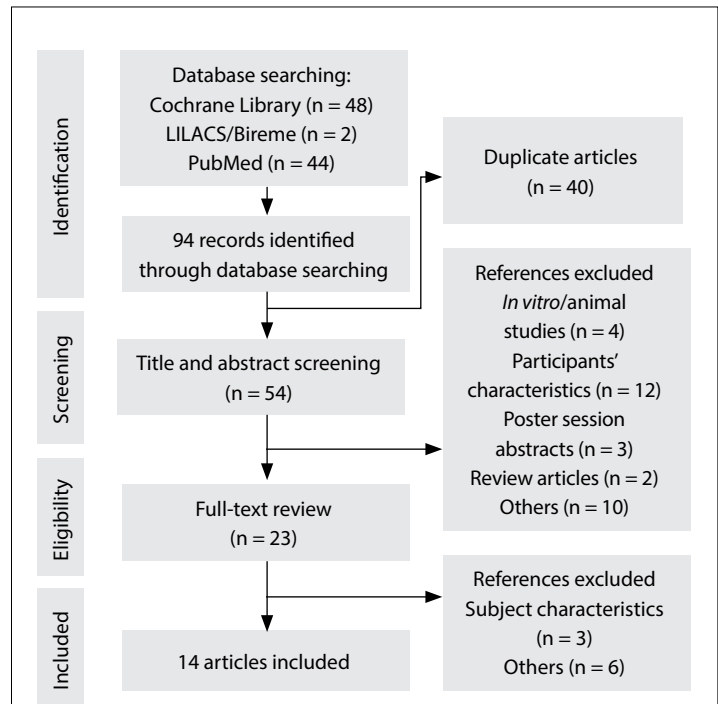 Identification
Database searching:
Cochrane Library (n = 48)
LILACS/Bireme (n = 2)
PubMed = 44)
94 records identified
through database searching
Duplicate articles
(n = 40)
Screening
Title and abstract screening
(n = 54)
References excluded
In vitro/animal
studies (n = 4)
Participants'
characteristics (n = 12)
Poster session
abstracts (n = 3)
Review articles (n = 2)
Others (n = 10)
Eligibility
Full-text review
(n = 23)
References excluded
Subject characteristics
(n = 3)
Others (n = 6)
Included
14 articles included